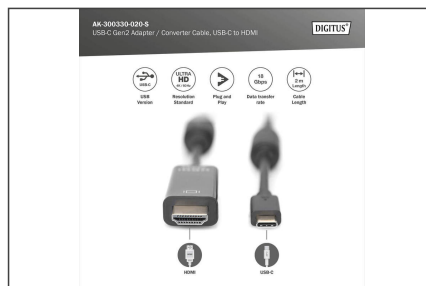 AK-300330-020-S
USB-C Gen2 Adapter / Converter Cable, USB-C to HDMI
DIGITUS®
USB-C
ULTRA
HD
4K / 60Hz
18
Gbps
2 m
Length
USB
Version
Resolution
Standard
Plug and
Play
Data transfer
rate
Cable
Length
HDMI
USB-C